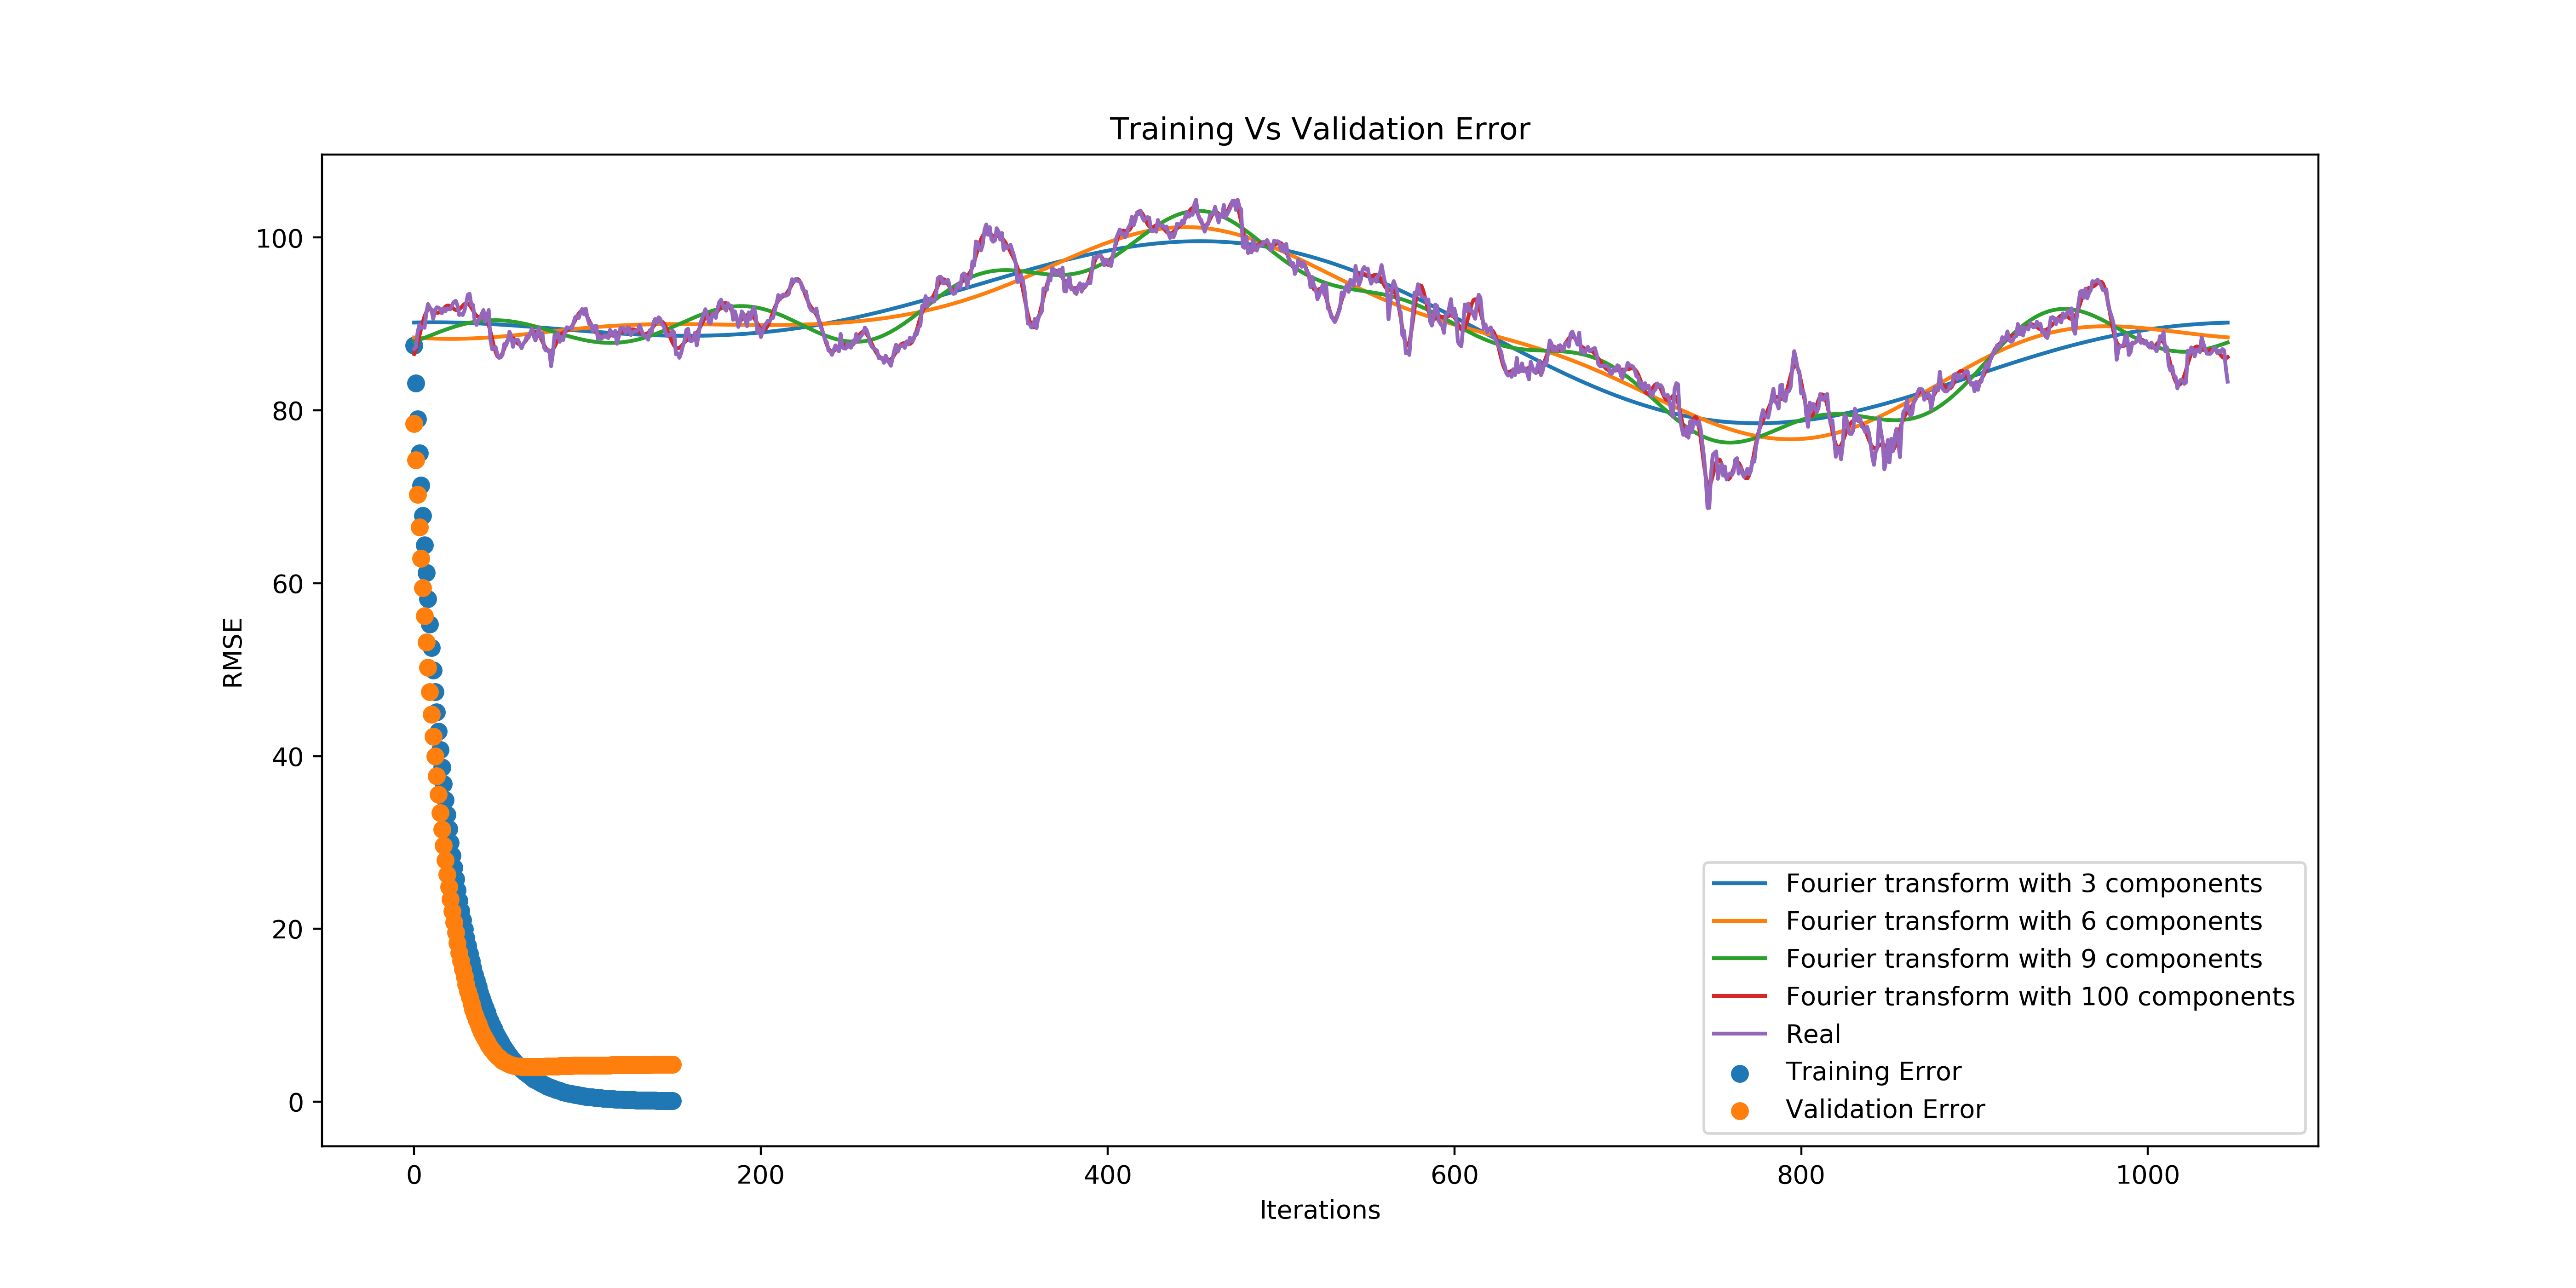 Training Vs Validation Error
100
80
60
40
20
0
RMSE
0 200 400 600 800 1000
Iterations
Fourier transform with 3 components
Fourier transform with 6 components
Fourier transform with 9 components
Fourier transform with 100 components
Real
Training Error
Validation Error